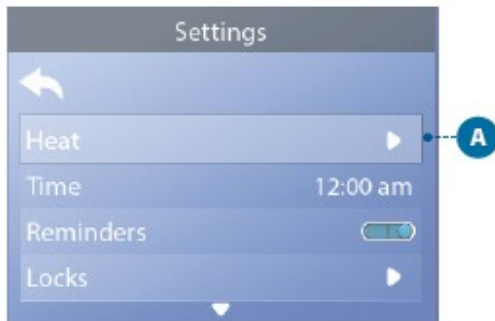 Settings
Heat
A
Time 12:00 am
Reminders
Locks